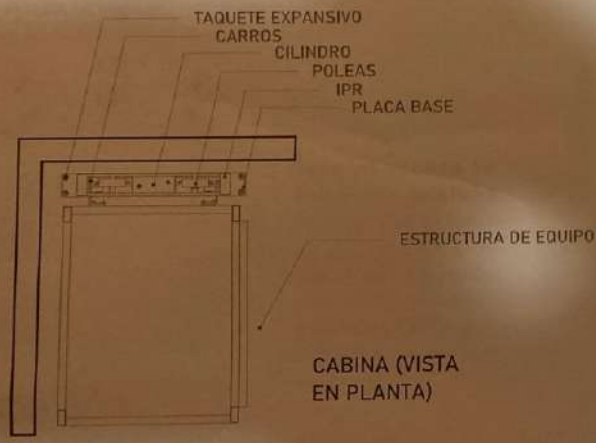 TAQUETE EXPANSIVO
CARROS
CILINDRO
POLEAS
IPR
PLACA BASE
ESTRUCTURA DE EQUIPO
CABINA (VISTA
EN PLANTA)